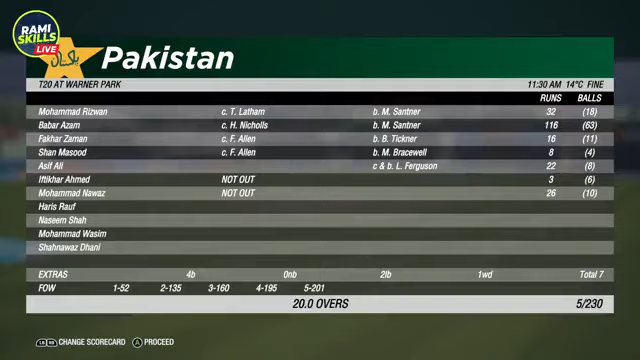 RAMI
SKILLS
LIVE
Pakistan
T20 AT WARNER PARK 11:30 AM 14°C FINE
RUNS BALLS
Mohammad Rizwan c. T. Latham b. M. Santner 32 (18)
Babar Azam c. H. Nicholls b. M. Santner 116 (63)
Fakhar Zaman c. F. Allen b. B. Tickner 16 (11)
Shan Masood c. F. Allen b. M. Bracewell 8 (4)
Asif Ali c & b. L. Ferguson 22 (8)
Iftikhar Ahmed NOT OUT 3 (6)
Mohammad Nawaz NOT OUT 26 (10)
Haris Rauf
Naseem Shah
Mohammad Wasim
Shahnawaz Dhani
EXTRAS 4b 0nb 2lb 1wd Total 7
FOW 1-52 2-135 3-160 4-195 5-201
20.0 OVERS 5/230
LB RB CHANGE SCORECARD A PROCEED